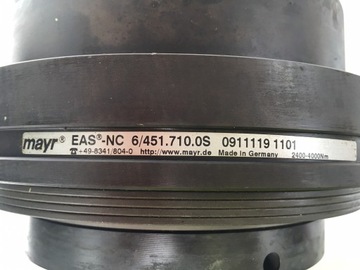 mayr® EAS®-NC 6/451.710.0S 0911119 1101
☎+49-8341/804-0 http://www.mayr.de Made in Germany 2400-4000Nm